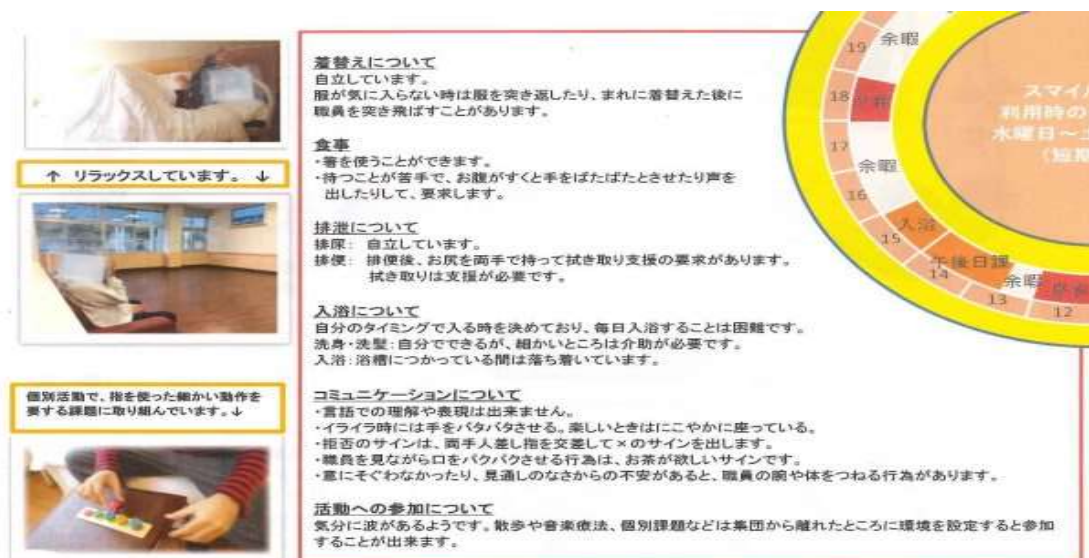 ↑ リラックスしています。 ↓
個別活動で、指を使った細かい動作を
要する課題に取り組んでいます。↓
着替えについて
自立しています。
服が気に入らない時は服を突き返したり、まれに着替えた後に
職員を突き飛ばすことがあります。
食事
・箸を使うことができます。
・待つことが苦手で、お腹がすくと手をばたばたとさせたり声を
出したりして、要求します。
排泄について
排尿： 自立しています。
排便： 排便後、お尻を両手で持って拭き取り支援の要求があります。
拭き取りは支援が必要です。
入浴について
自分のタイミングで入る時を決めており、毎日入浴することは困難です。
洗身・洗髪：自分でできるが、細かいところは介助が必要です。
入浴：浴槽につかっている間は落ち着いています。
コミュニケーションについて
・言語での理解や表現は出来ません。
・イライラ時には手をバタバタさせる。楽しいときはにこやかに座っている。
・拒否のサインは、両手人差し指を交差して×のサインを出します。
・職員を見ながら口をパクパクさせる行為は、お茶が欲しいサインです。
・意にそぐわなかったり、見通しのなさからの不安があると、職員の腕や体をつねる行為があります。
活動への参加について
気分に波があるようです。散歩や音楽療法、個別課題などは集団から離れたところに環境を設定すると参加
することが出来ます。
19
余暇
18
17
余暇
16
入浴
15
午後日課
14
余暇
13
12
スマイル
利用時の
水曜日～